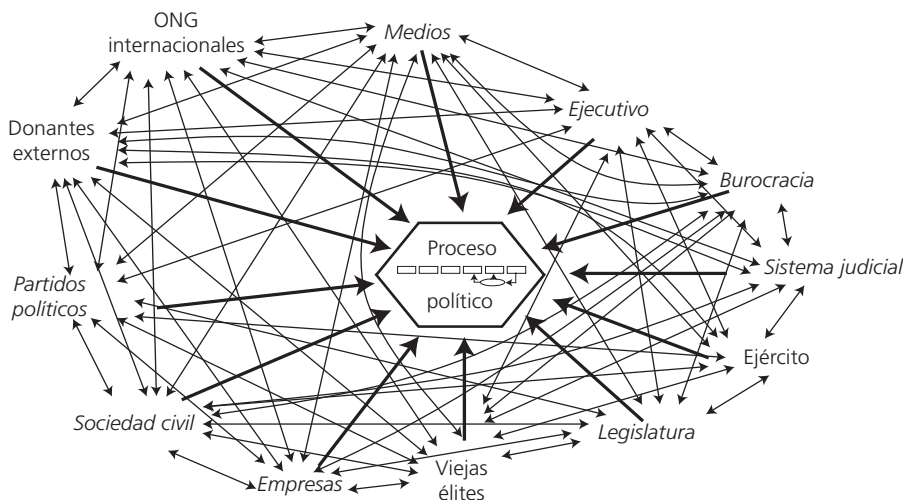 ONG
internacionales
Medios
Ejecutivo
Donantes
externos
Burocracia
Proceso
político
Sistema judicial
Partidos
políticos
Ejército
Sociedad civil
Legislatura
Empresas
Viejas
élites